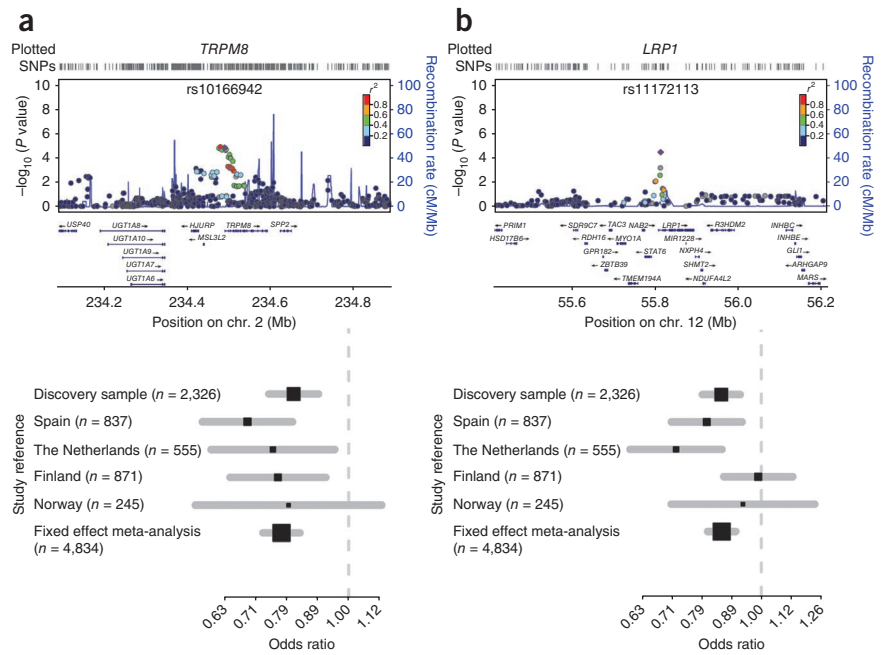 a
TRPM8
Plotted SNPs
rs10166942
r²
0.8
0.6
0.4
0.2
–log10 (P value)
10
8
6
4
2
0
Recombination rate (cM/Mb)
100
80
60
40
20
0
←USP40
UGT1A8→
HJURP
TRPM8→
SPP2→
UGT1A10→
←MSL3L2
UGT1A9→
UGT1A7→
UGT1A6→
234.2
234.4
234.6
234.8
Position on chr. 2 (Mb)
Study reference
Discovery sample (n = 2,326)
Spain (n = 837)
The Netherlands (n = 555)
Finland (n = 871)
Norway (n = 245)
Fixed effect meta-analysis
(n = 4,834)
0.63
0.71
0.79
0.89
1.00
1.12
Odds ratio
b
LRP1
Plotted SNPs
rs11172113
r²
0.8
0.6
0.4
0.2
–log10 (P value)
10
8
6
4
2
0
Recombination rate (cM/Mb)
100
80
60
40
20
0
←PRIM1
←SDR9C7
←TAC3
NAB2→
LRP1→
←R3HDM2
INHBC→
HSD17B6→
←RDH16
←MYO1A
MIR1228→
INHBE→
GPR182→
←STAT6
NXPH4→
GLI1→
←ZBTB39
SHMT2→
←ARHGAP9
←TMEM194A
←NDUFA4L2
MARS→
55.6
55.8
56.0
56.2
Position on chr. 12 (Mb)
Study reference
Discovery sample (n = 2,326)
Spain (n = 837)
The Netherlands (n = 555)
Finland (n = 871)
Norway (n = 245)
Fixed effect meta-analysis
(n = 4,834)
0.63
0.71
0.79
0.89
1.00
1.12
1.26
Odds ratio